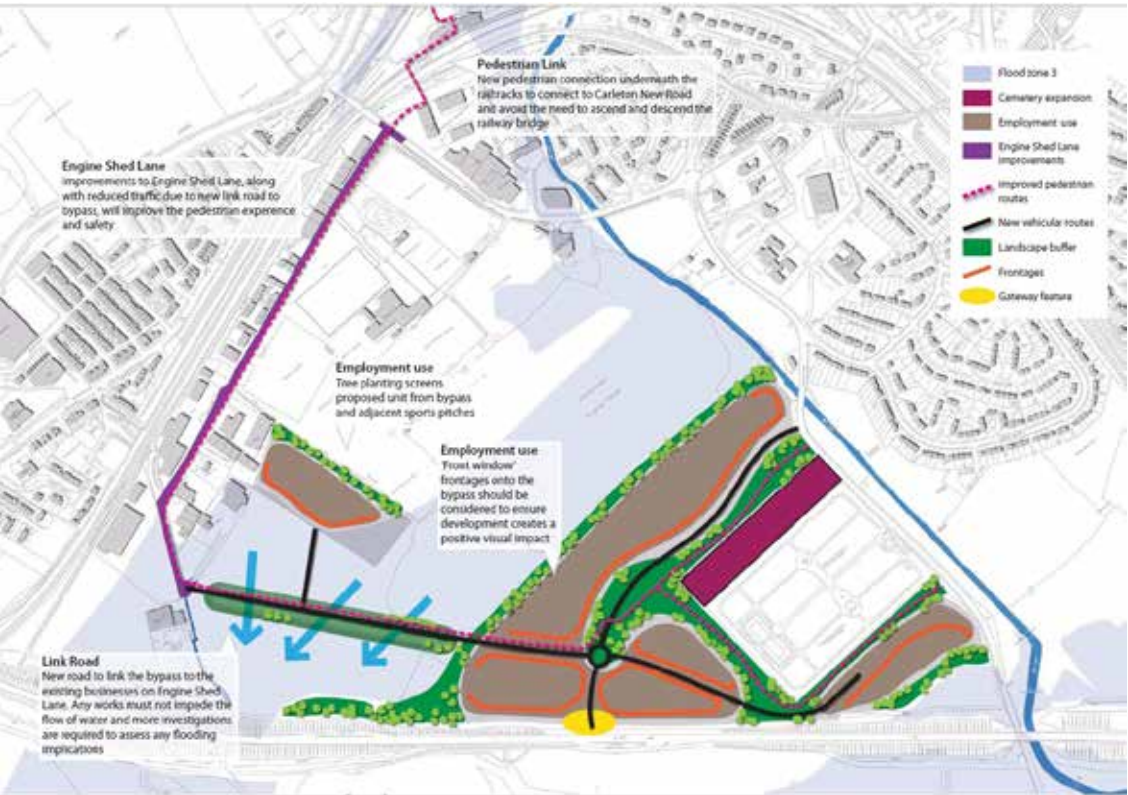 Pedestrian Link
New pedestrian connection underneath the
railtracks to connect to Carleton New Road
and avoid the need to ascend and descend the
railway bridge
Engine Shed Lane
Improvements to Engine Shed Lane, along
with reduced traffic due to new link road to
bypass, will improve the pedestrian experience
and safety
Employment use
Tree planting screens
proposed unit from bypass
and adjacent sports pitches
Employment use
'Front window'
frontages onto the
bypass should be
considered to ensure
development creates a
positive visual impact
Link Road
New road to link the bypass to the
existing businesses on Engine Shed
Lane. Any works must not impede the
flow of water and more investigations
are required to assess any flooding
implications
Flood zone 3
Cemetery expansion
Employment use
Engine Shed Lane
improvements
Improved pedestrian
routes
New vehicular routes
Landscape buffer
Frontages
Gateway feature